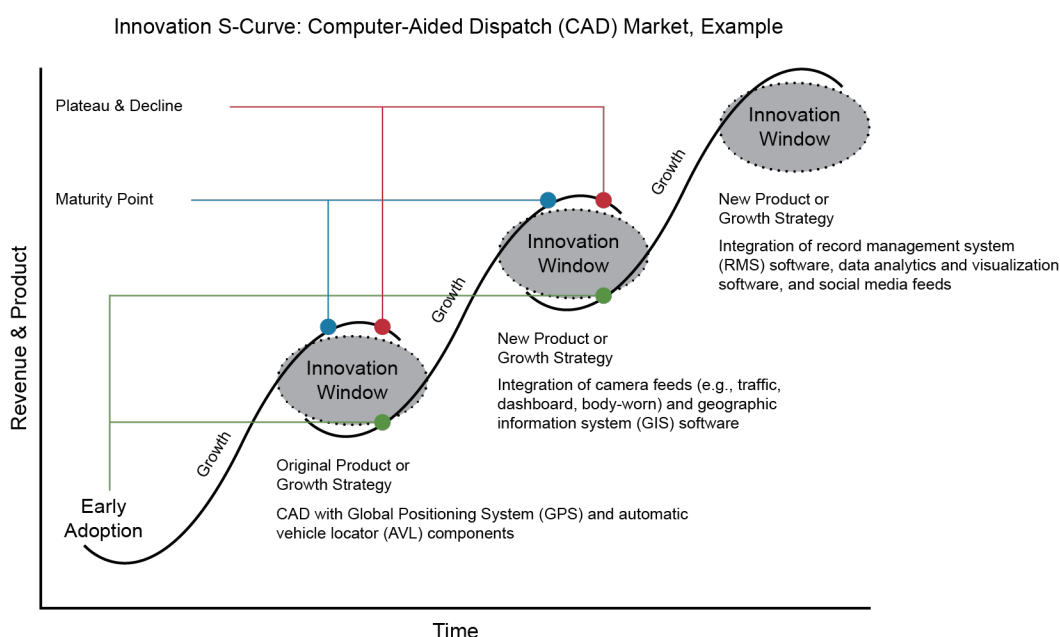 Innovation S-Curve: Computer-Aided Dispatch (CAD) Market, Example
Plateau & Decline
Maturity Point
Early
Adoption
Growth
Innovation
Window
Original Product or
Growth Strategy
CAD with Global Positioning System (GPS) and automatic
vehicle locator (AVL) components
Growth
Innovation
Window
New Product or
Growth Strategy
Integration of camera feeds (e.g., traffic,
dashboard, body-worn) and geographic
information system (GIS) software
Growth
Innovation
Window
New Product or
Growth Strategy
Integration of record management system
(RMS) software, data analytics and visualization
software, and social media feeds
Revenue & Product
Time